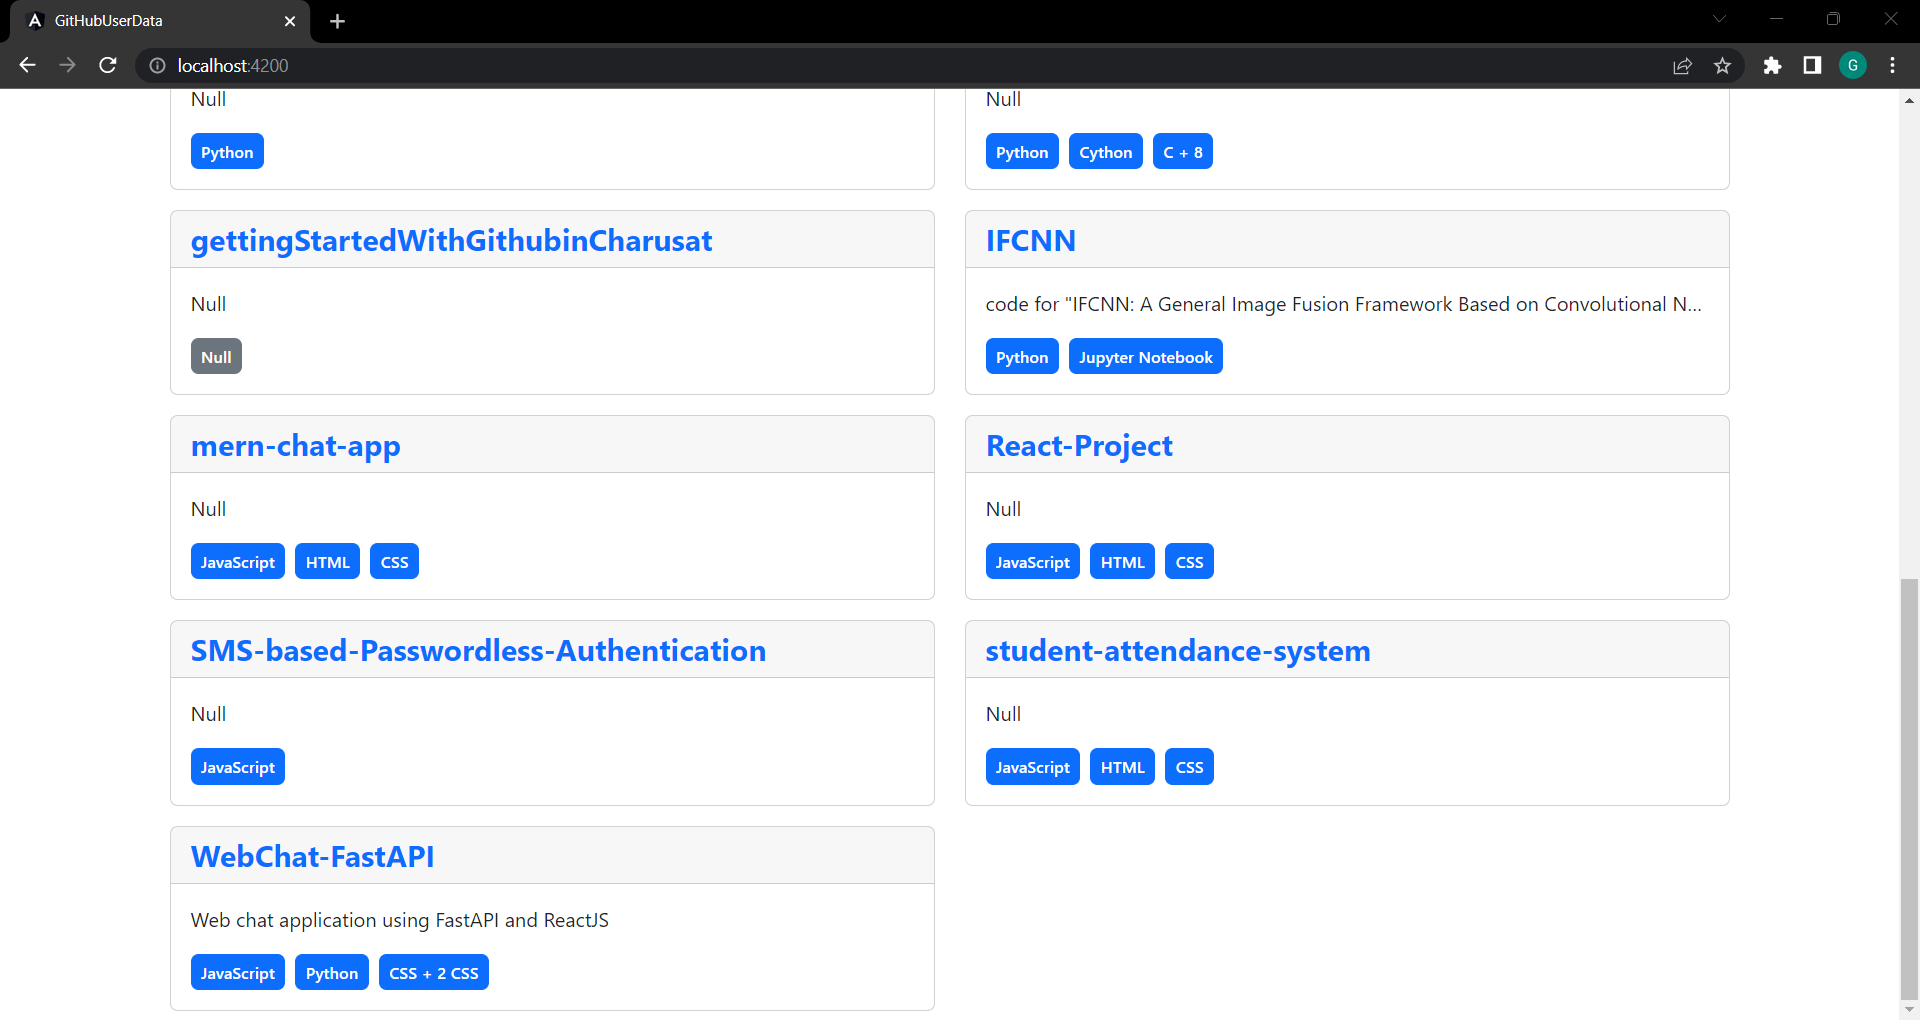 GitHubUserData
localhost:4200
G
Null
Python
Null
Python Cython C + 8
gettingStartedWithGithubinCharusat
Null
Null
IFCNN
code for "IFCNN: A General Image Fusion Framework Based on Convolutional N...
Python Jupyter Notebook
mern-chat-app
Null
JavaScript HTML CSS
React-Project
Null
JavaScript HTML CSS
SMS-based-Passwordless-Authentication
Null
JavaScript
student-attendance-system
Null
JavaScript HTML CSS
WebChat-FastAPI
Web chat application using FastAPI and ReactJS
JavaScript Python CSS + 2 CSS